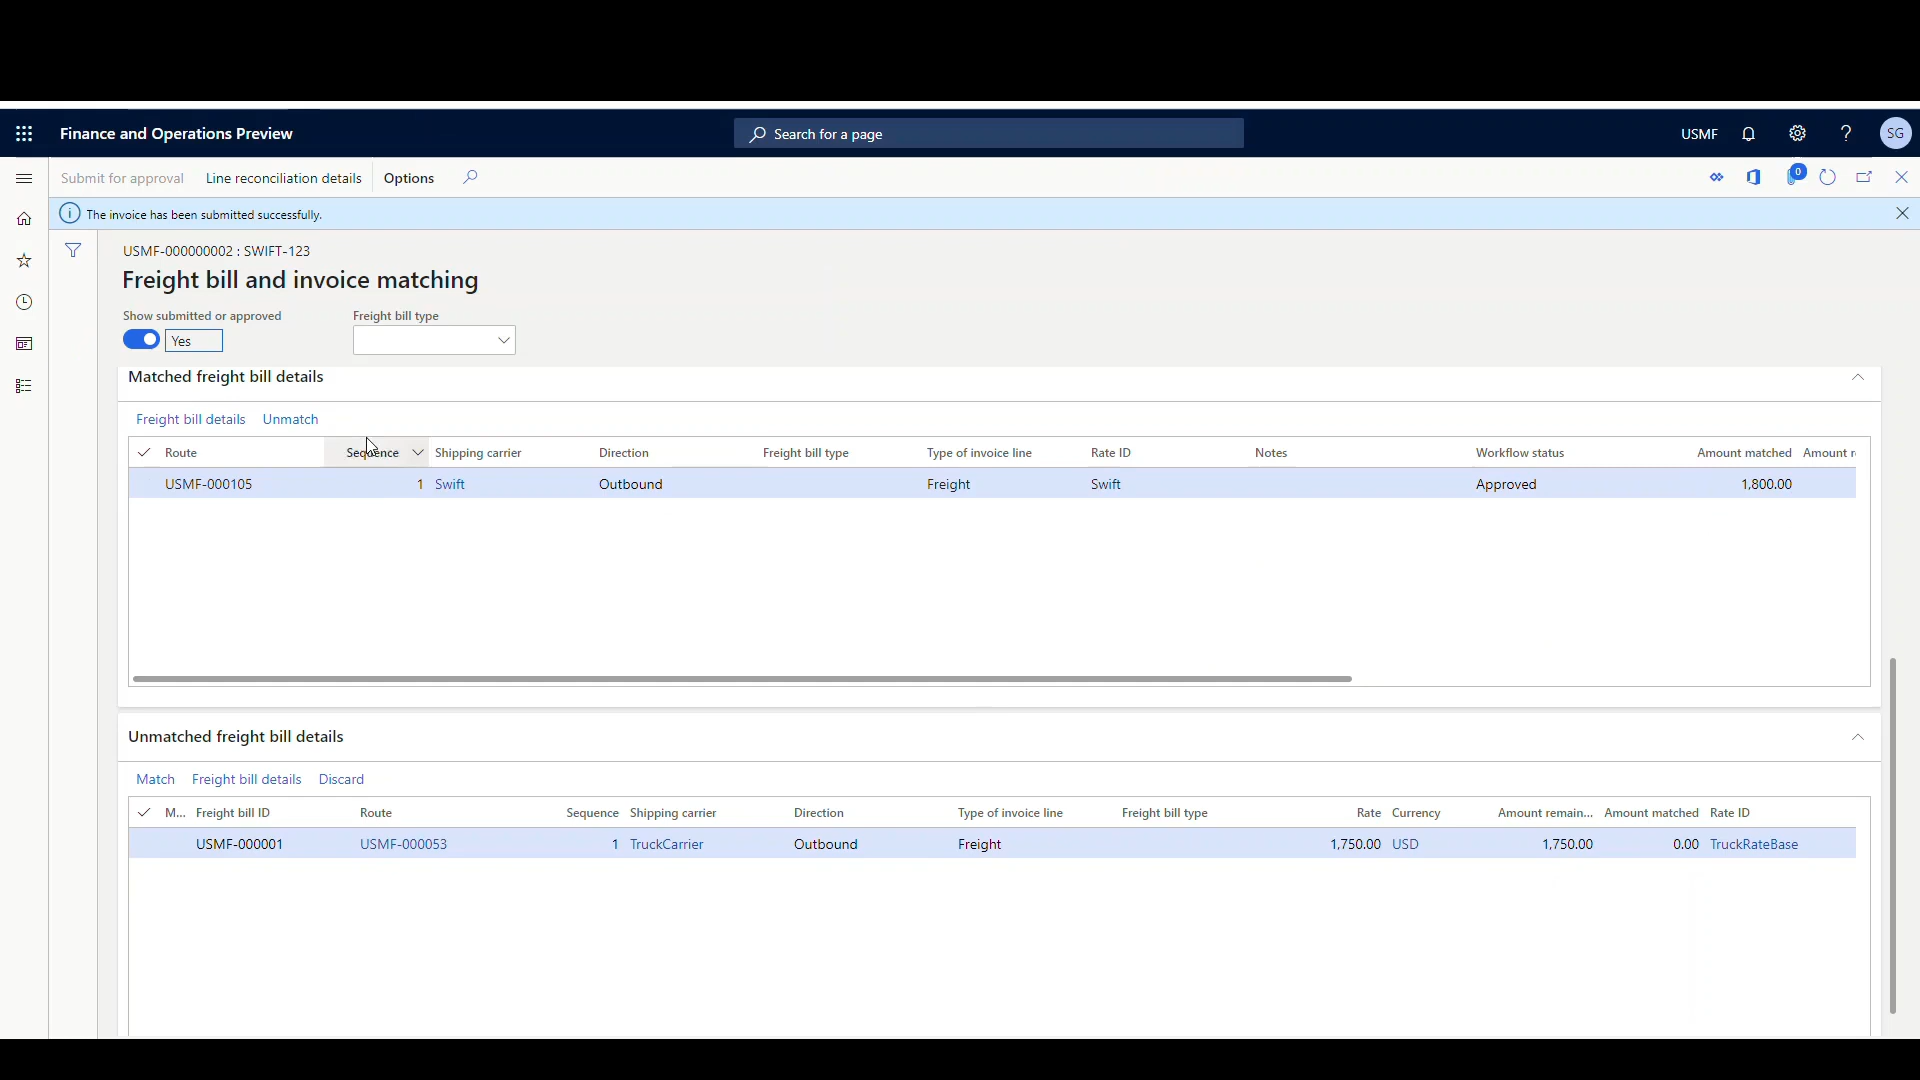 Finance and Operations Preview
Search for a page
USMF
SG
Submit for approval Line reconciliation details Options
0
The invoice has been submitted successfully.
USMF-000000002 : SWIFT-123
Freight bill and invoice matching
Show submitted or approved Freight bill type
Yes
Matched freight bill details
Freight bill details Unmatch
Route Sequence Shipping carrier Direction Freight bill type Type of invoice line Rate ID Notes Workflow status Amount matched Amount r
USMF-000105 1 Swift Outbound Freight Swift Approved 1,800.00
Unmatched freight bill details
Match Freight bill details Discard
M... Freight bill ID Route Sequence Shipping carrier Direction Type of invoice line Freight bill type Rate Currency Amount remain... Amount matched Rate ID
USMF-000001 USMF-000053 1 TruckCarrier Outbound Freight 1,750.00 USD 1,750.00 0.00 TruckRateBase